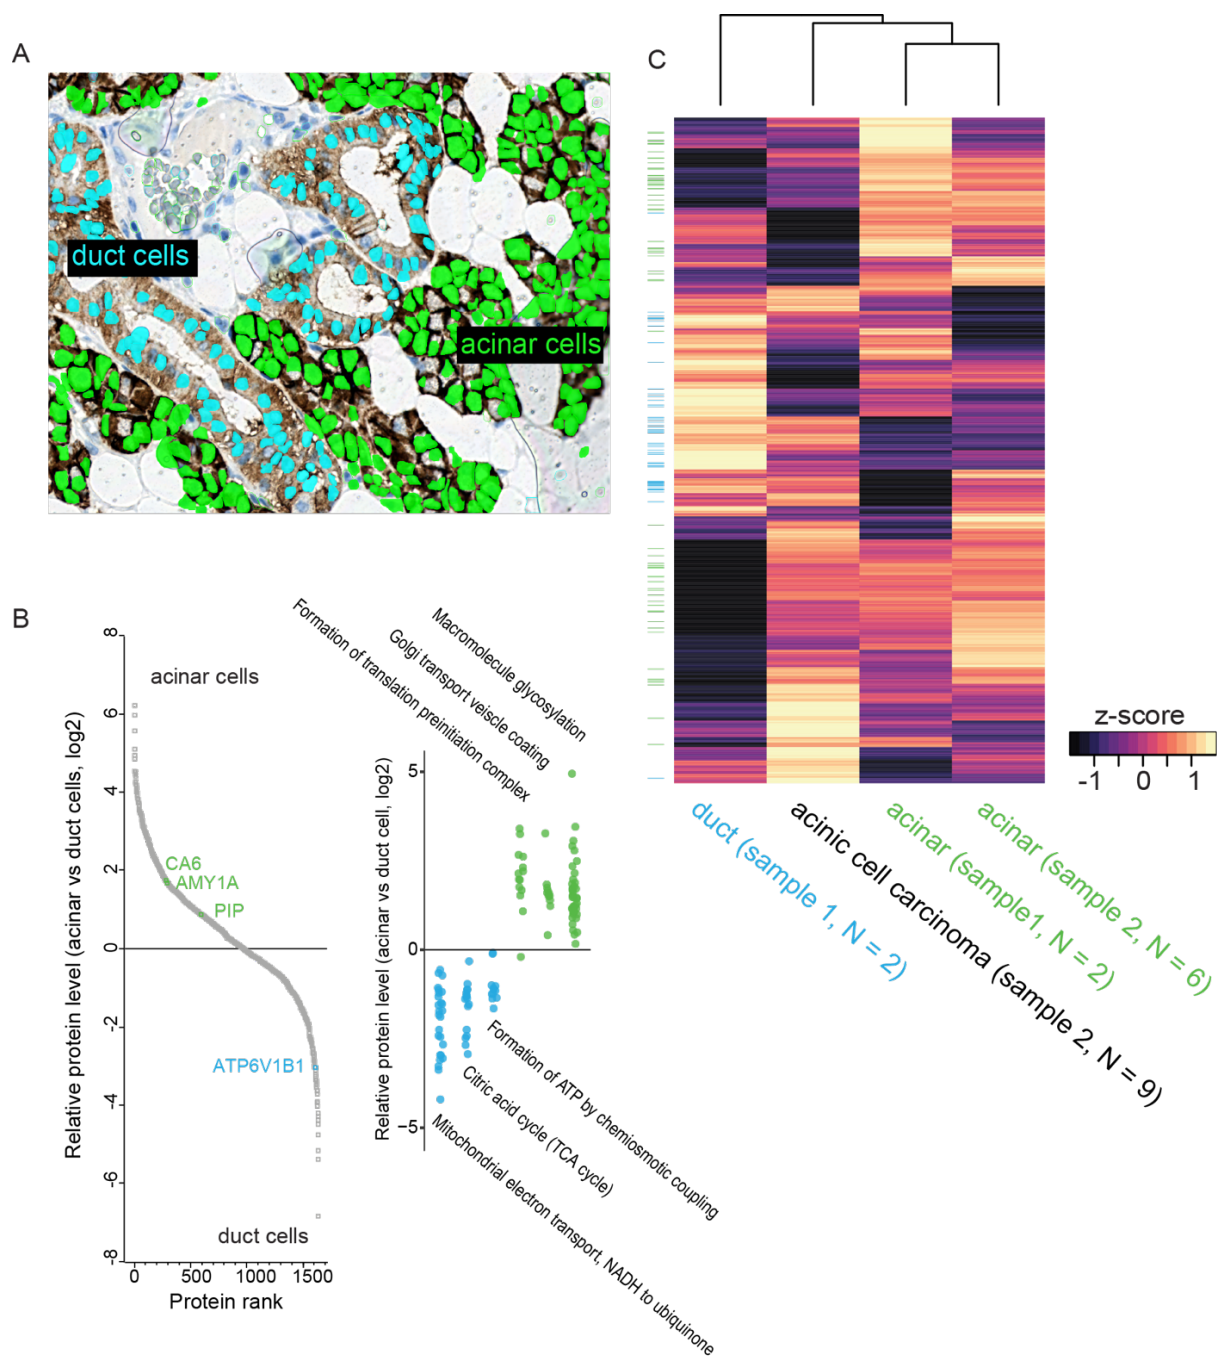 A
duct cells
acinar cells
B
Relative protein level (acinar vs duct cells, log2)
8
6
4
2
0
-2
-4
-6
-8
acinar cells
CA6
AMY1A
PIP
ATP6V1B1
duct cells
0
500
1000
1500
Protein rank
Formation of translation preinitiation complex
Golgi transport veiscle coating
Macromolecule glycosylation
Relative protein level (acinar vs duct cell, log2)
5
0
−5
Formation of ATP by chemiosmotic coupling
Citric acid cycle (TCA cycle)
Mitochondrial electron transport, NADH to ubiquinone
C
z-score
-1
0
1
duct (sample 1, N = 2)
acinic cell carcinoma (sample 2, N = 9)
acinar (sample1, N = 2)
acinar (sample 2, N = 6)